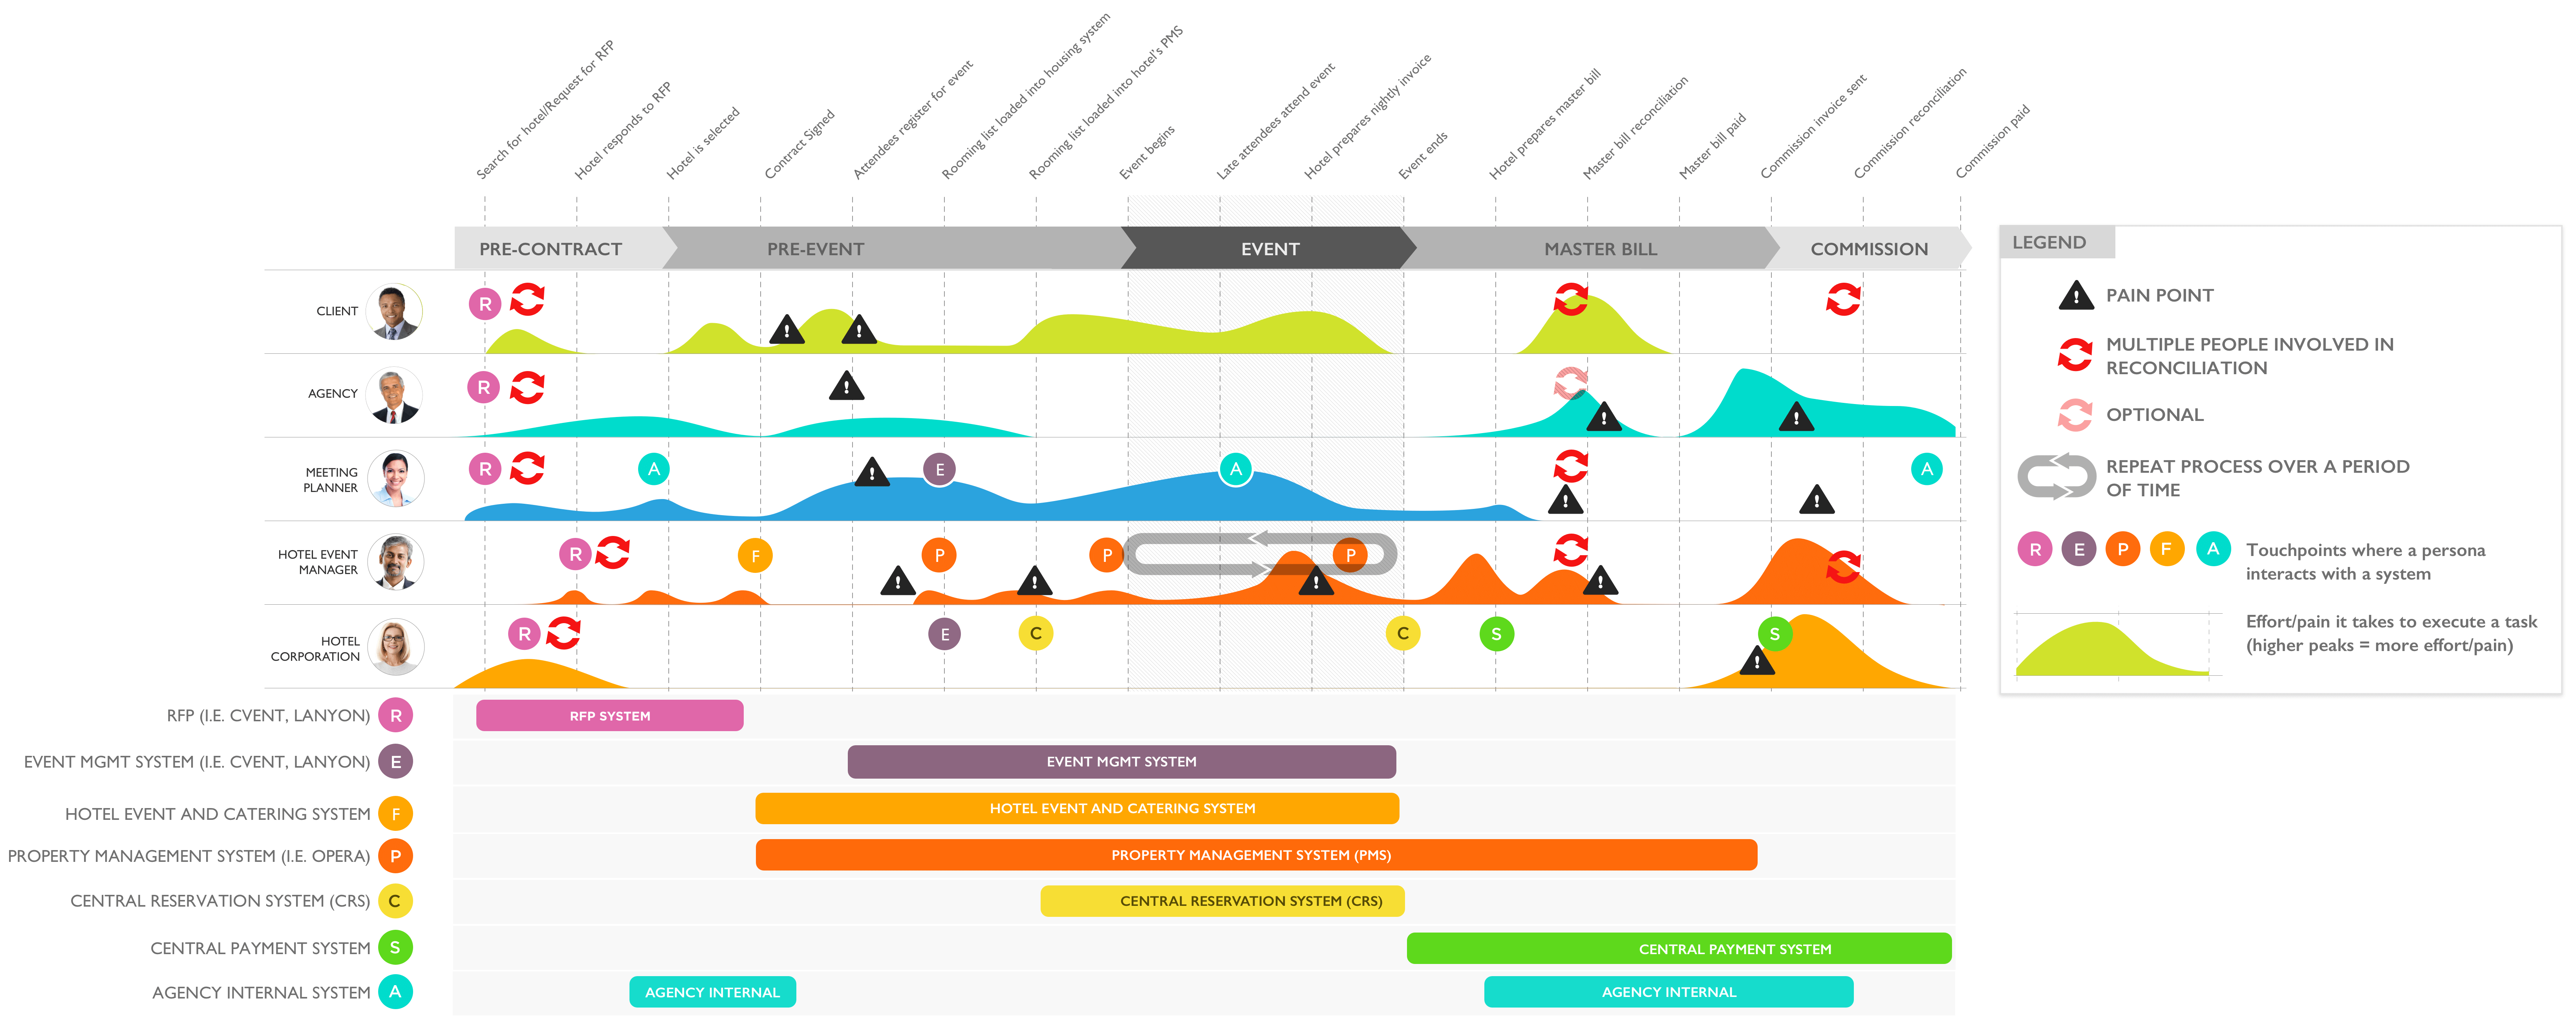 Search for hotel/Request for RFP
Hotel responds to RFP
Hotel is selected
Contract Signed
Attendees register for event
Rooming list loaded into housing system
Rooming list loaded into hotel's PMS
Event begins
Late attendees attend event
Hotel prepares nightly invoice
Event ends
Hotel prepares master bill
Master bill reconciliation
Master bill paid
Commission invoice sent
Commission reconciliation
Commission paid
PRE-CONTRACT
PRE-EVENT
EVENT
MASTER BILL
COMMISSION
CLIENT
R
AGENCY
R
MEETING
PLANNER
R
A
E
A
A
HOTEL EVENT
MANAGER
R
F
P
P
P
HOTEL
CORPORATION
R
E
C
C
S
S
RFP (I.E. CVENT, LANYON)
R
RFP SYSTEM
EVENT MGMT SYSTEM (I.E. CVENT, LANYON)
E
EVENT MGMT SYSTEM
HOTEL EVENT AND CATERING SYSTEM
F
HOTEL EVENT AND CATERING SYSTEM
PROPERTY MANAGEMENT SYSTEM (I.E. OPERA)
P
PROPERTY MANAGEMENT SYSTEM (PMS)
CENTRAL RESERVATION SYSTEM (CRS)
C
CENTRAL RESERVATION SYSTEM (CRS)
CENTRAL PAYMENT SYSTEM
S
CENTRAL PAYMENT SYSTEM
AGENCY INTERNAL SYSTEM
A
AGENCY INTERNAL
AGENCY INTERNAL
LEGEND
PAIN POINT
MULTIPLE PEOPLE INVOLVED IN
RECONCILIATION
OPTIONAL
REPEAT PROCESS OVER A PERIOD
OF TIME
R E P F A
Touchpoints where a persona
interacts with a system
Effort/pain it takes to execute a task
(higher peaks = more effort/pain)